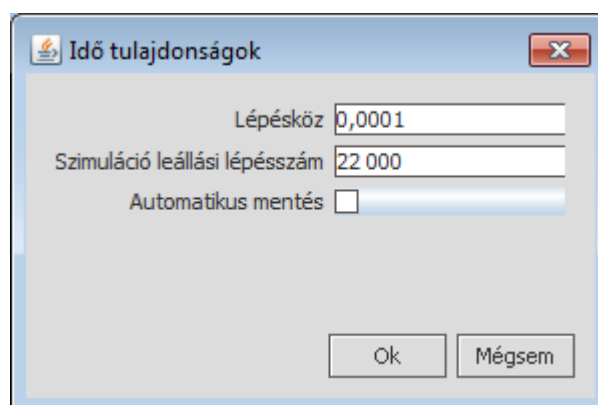 Idő tulajdonságok
Lépésköz 0,0001
Szimuláció leállási lépésszám 22 000
Automatikus mentés
Ok Mégsem